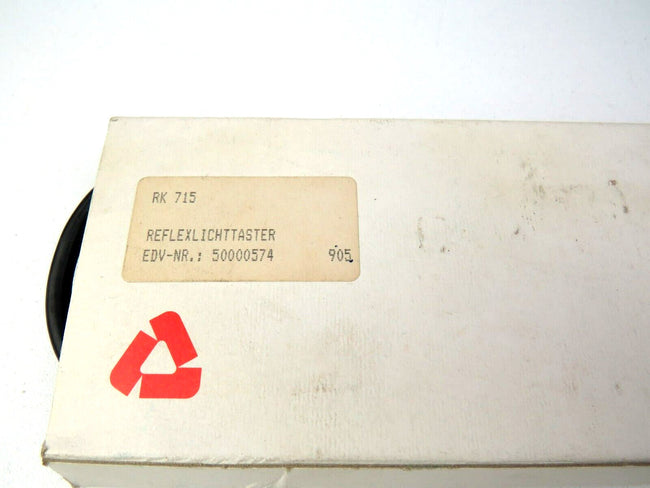 RK 715
REFLEXLICHTTASTER
EDV-NR.: 50000574 905